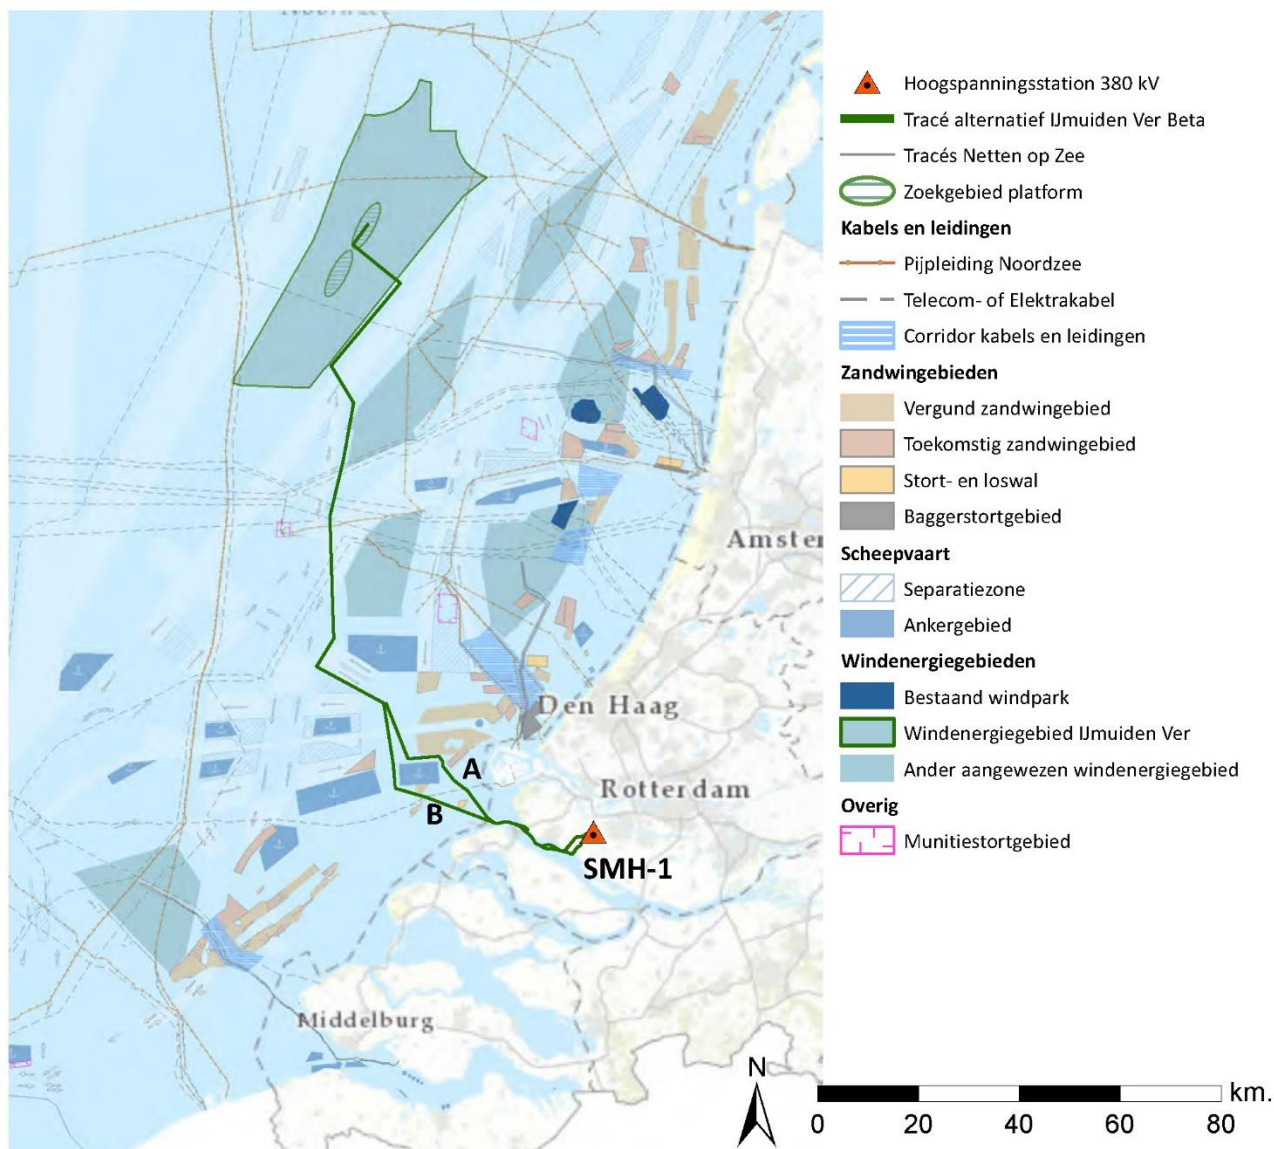 Noordzee
Hoogspanningsstation 380 kV
Tracé alternatief IJmuiden Ver Beta
Tracés Netten op Zee
Zoekgebied platform
Kabels en leidingen
Pijpleiding Noordzee
Telecom- of Elektrakabel
Corridor kabels en leidingen
Zandwingebieden
Vergund zandwingebied
Toekomstig zandwingebied
Stort- en loswal
Baggerstortgebied
Scheepvaart
Separatiezone
Ankergebied
Windenergiegebieden
Bestaand windpark
Windenergiegebied IJmuiden Ver
Ander aangewezen windenergiegebied
Overig
Munitiestortgebied
Amster
Den Haag
A
Rotterdam
B
SMH-1
Middelburg
N
km.
0 20 40 60 80